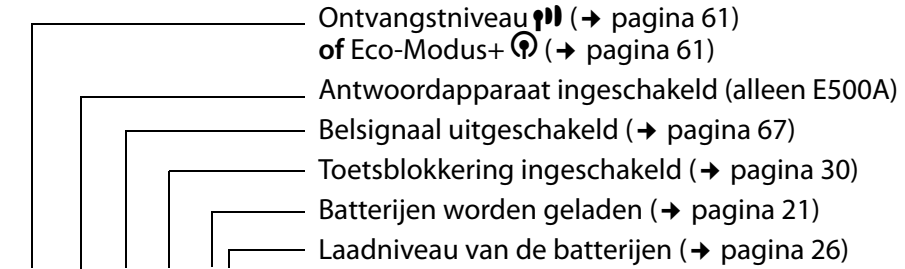 Ontvangstniveau (➔ pagina 61)
of Eco-Modus+ (➔ pagina 61)
Antwoordapparaat ingeschakeld (alleen E500A)
Belsignaal uitgeschakeld (➔ pagina 67)
Toetsblokkering ingeschakeld (➔ pagina 30)
Batterijen worden geladen (➔ pagina 21)
Laadniveau van de batterijen (➔ pagina 26)